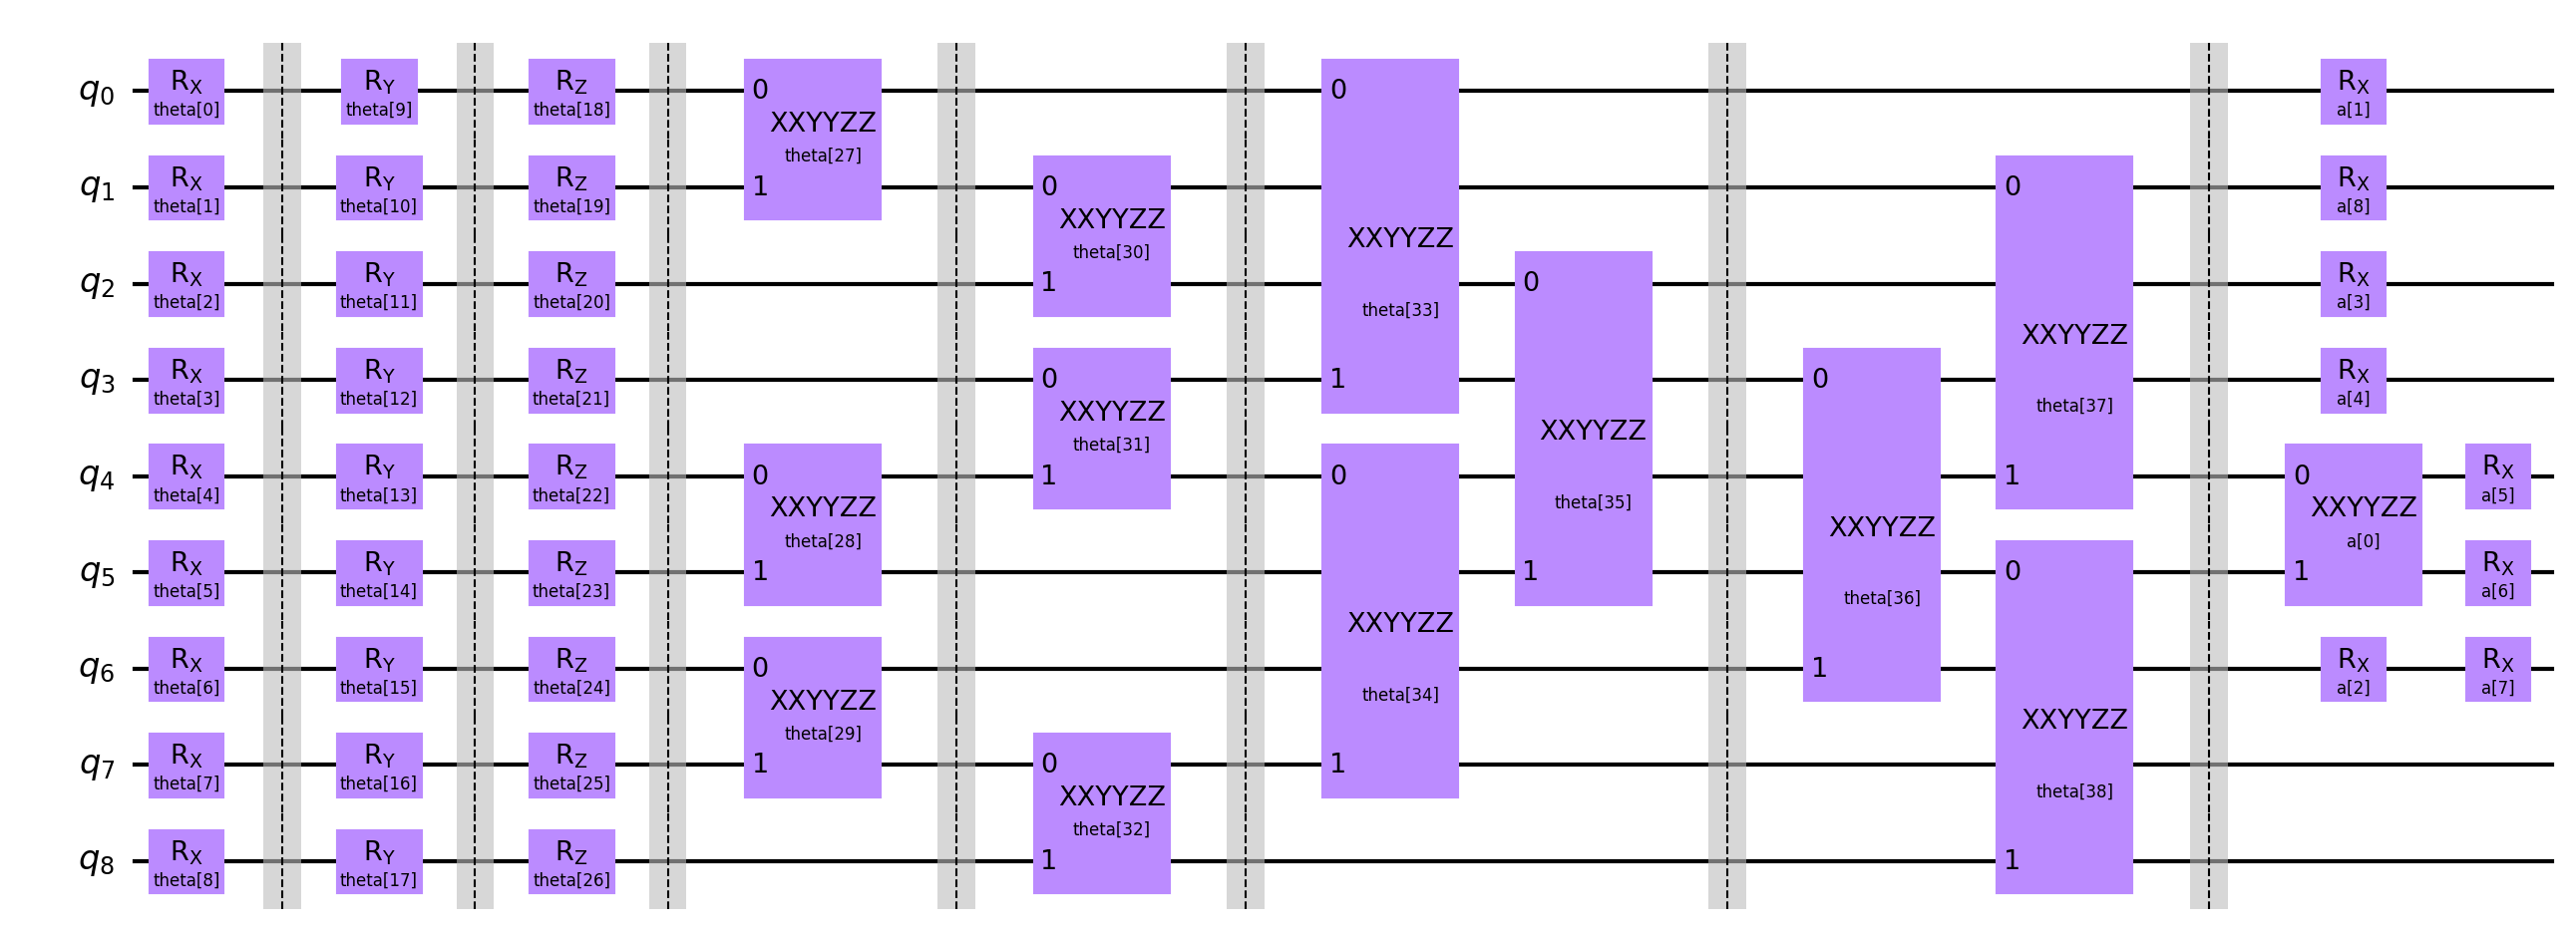 q0 RX theta[0] RY theta[9] RZ theta[18] 0 XXYYZZ theta[27] 0 RX a[1]
q1 RX theta[1] RY theta[10] RZ theta[19] 1 0 XXYYZZ theta[30] XXYYZZ theta[33] 0 RX a[8]
q2 RX theta[2] RY theta[11] RZ theta[20] 1 0 XXYYZZ theta[37] RX a[3]
q3 RX theta[3] RY theta[12] RZ theta[21] 0 XXYYZZ theta[31] 1 XXYYZZ theta[35] 0 RX a[4]
q4 RX theta[4] RY theta[13] RZ theta[22] 0 XXYYZZ theta[28] 1 0 XXYYZZ theta[36] 1 0 XXYYZZ a[0] RX a[5]
q5 RX theta[5] RY theta[14] RZ theta[23] 1 XXYYZZ theta[34] 1 0 1 RX a[6]
q6 RX theta[6] RY theta[15] RZ theta[24] 0 XXYYZZ theta[29] 1 XXYYZZ theta[38] RX a[2] RX a[7]
q7 RX theta[7] RY theta[16] RZ theta[25] 1 0 XXYYZZ theta[32] 1
q8 RX theta[8] RY theta[17] RZ theta[26] 1 1